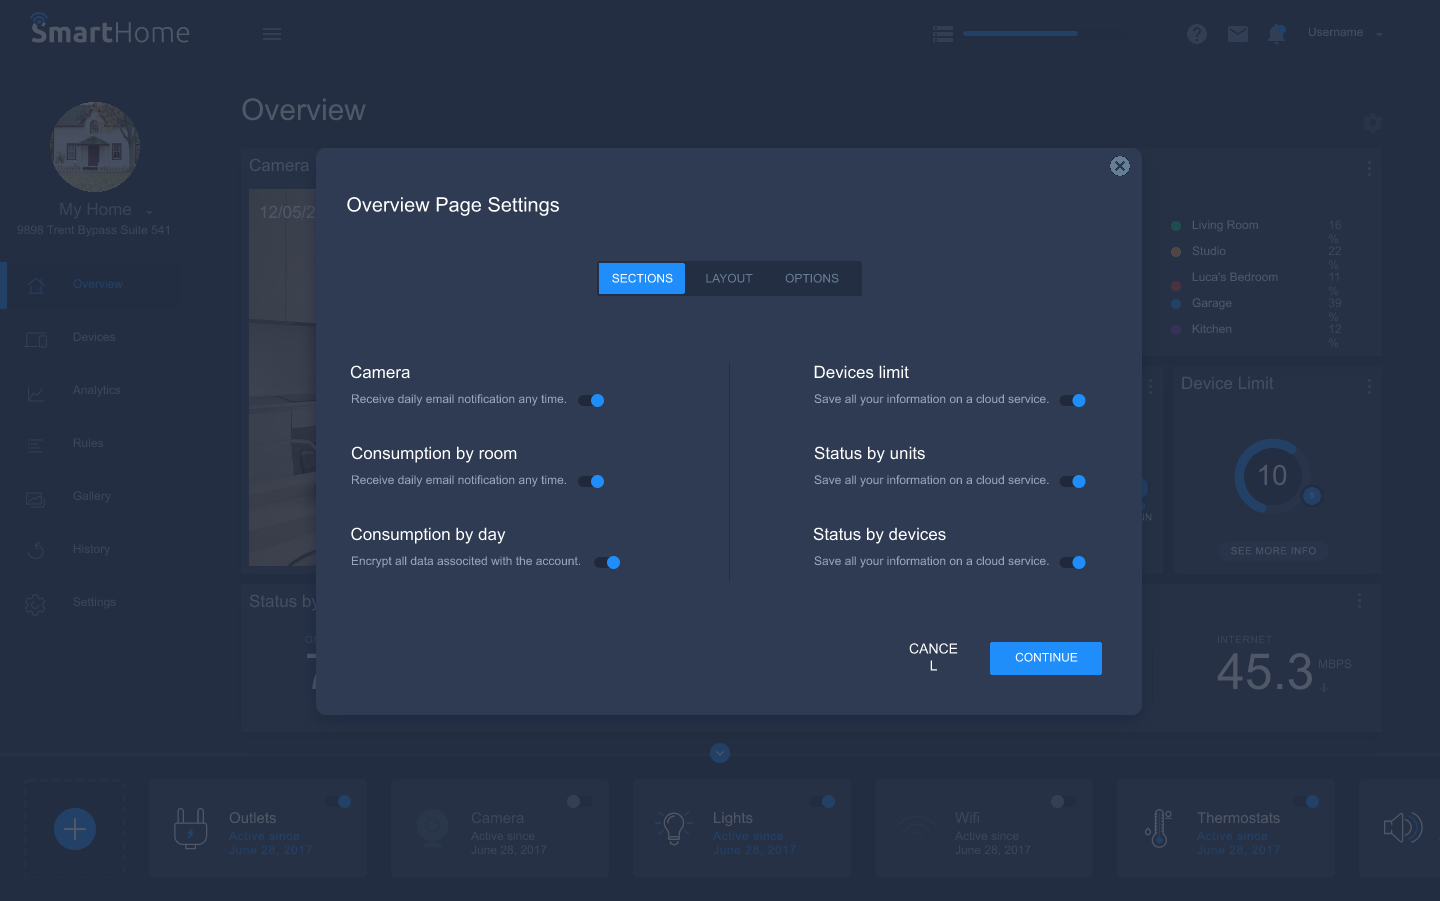 SmartHome
Username
Overview
My Home
9898 Trent Bypass Suite 541
Overview
Devices
Analytics
Rules
Gallery
History
Settings
Camera
12/05/2
Overview Page Settings
SECTIONS LAYOUT OPTIONS
Camera
Receive daily email notification any time.
Consumption by room
Receive daily email notification any time.
Consumption by day
Encrypt all data associted with the account.
Devices limit
Save all your information on a cloud service.
Status by units
Save all your information on a cloud service.
Status by devices
Save all your information on a cloud service.
CANCE
L
CONTINUE
Living Room 16
%
Studio 22
%
Luca's Bedroom 11
%
Garage 39
%
Kitchen 12
%
Device Limit
10
SEE MORE INFO
Status by
INTERNET
45.3 MBPS
Outlets
Active since
June 28, 2017
Camera
Active since
June 28, 2017
Lights
Active since
June 28, 2017
Wifi
Active since
June 28, 2017
Thermostats
Active since
June 28, 2017